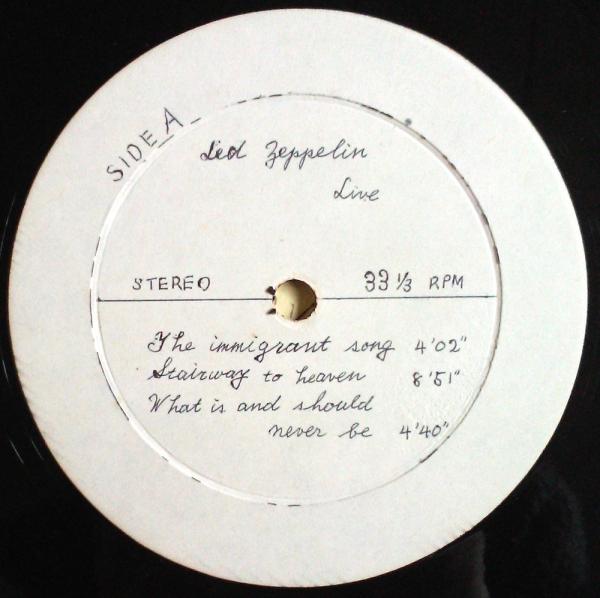 SIDE A
Led Zeppelin
Live
STEREO 33 1/3 RPM
The immigrant song 4'02"
Stairway to heaven 8'51"
What is and should
never be 4'40"